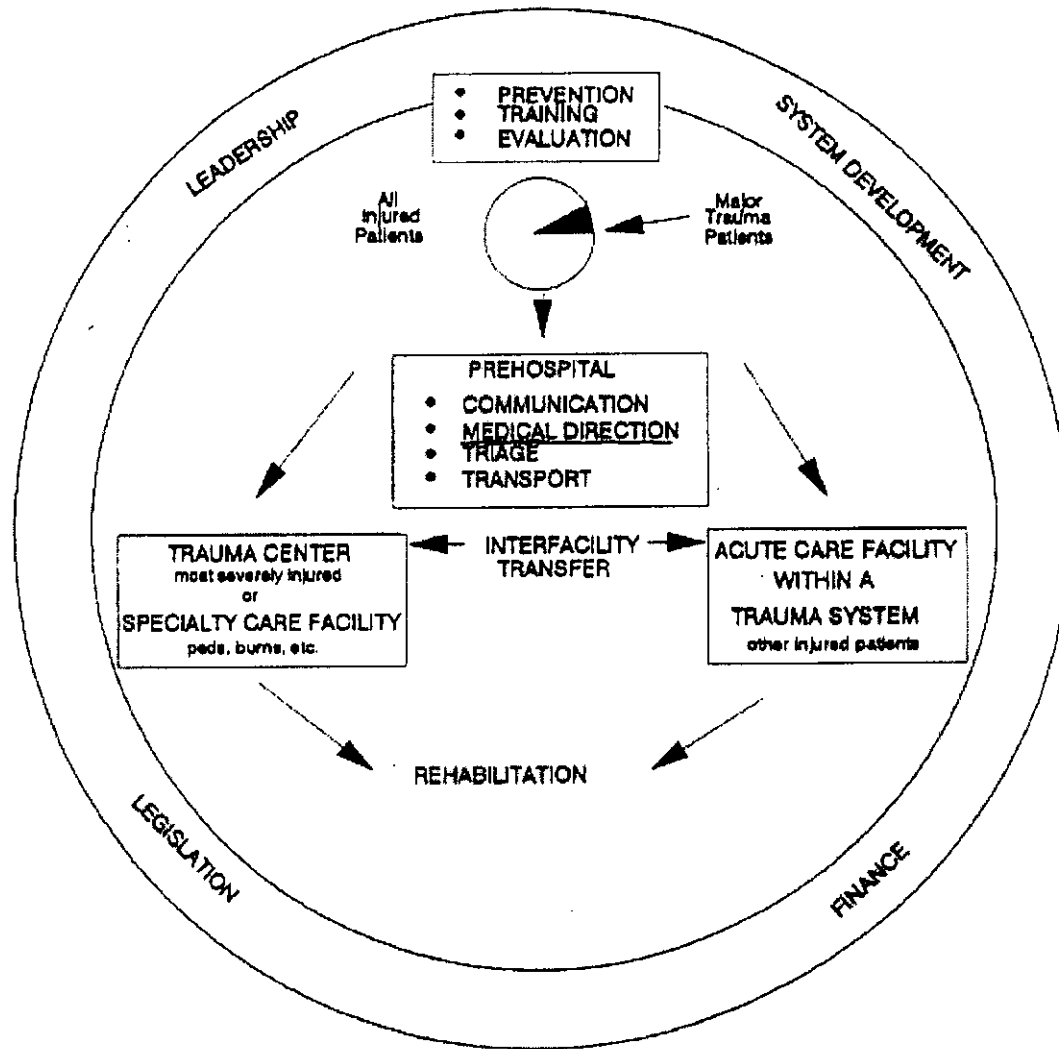 LEADERSHIP
SYSTEM DEVELOPMENT
• PREVENTION
• TRAINING
• EVALUATION
All
Injured
Patients
Major
Trauma
Patients
PREHOSPITAL
• COMMUNICATION
• MEDICAL DIRECTION
• TRIAGE
• TRANSPORT
TRAUMA CENTER
most severely injured
or
SPECIALTY CARE FACILITY
peds, burns, etc.
INTERFACILITY
TRANSFER
ACUTE CARE FACILITY
WITHIN A
TRAUMA SYSTEM
other injured patients
REHABILITATION
LEGISLATION
FINANCE